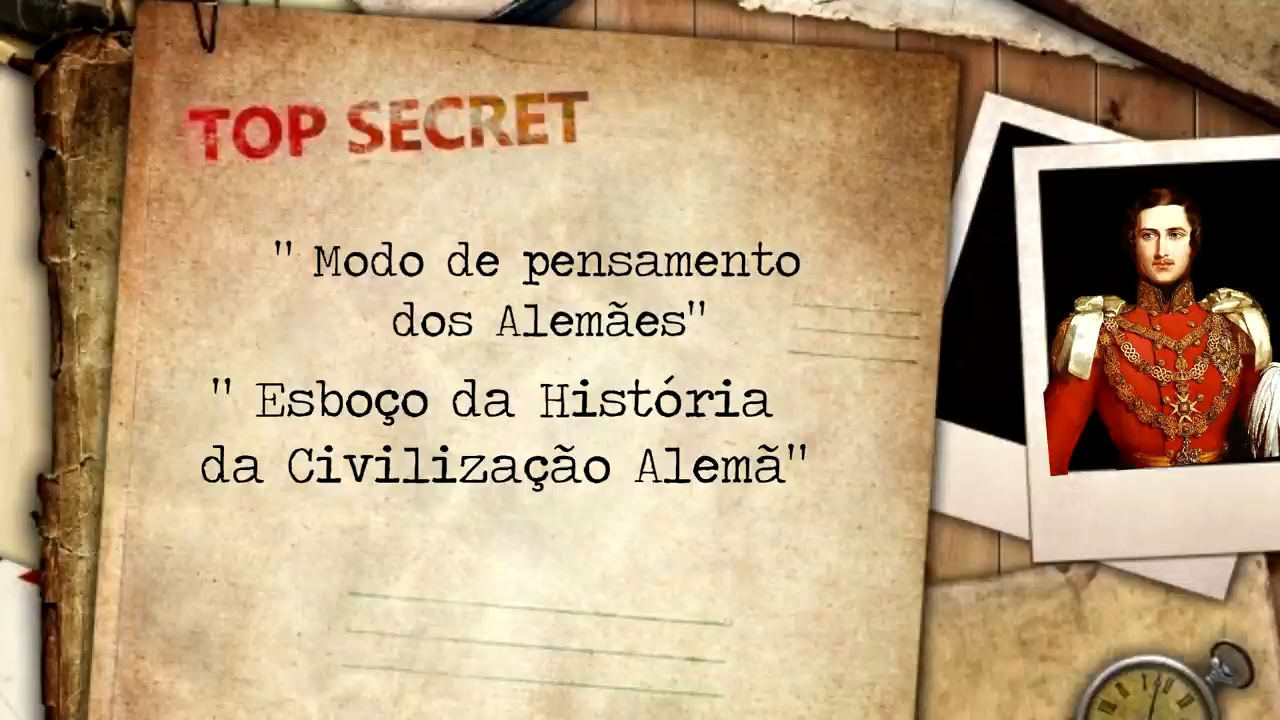 TOP SECRET
" Modo de pensamento
dos Alemães"
" Esboço da História
da Civilização Alemã"